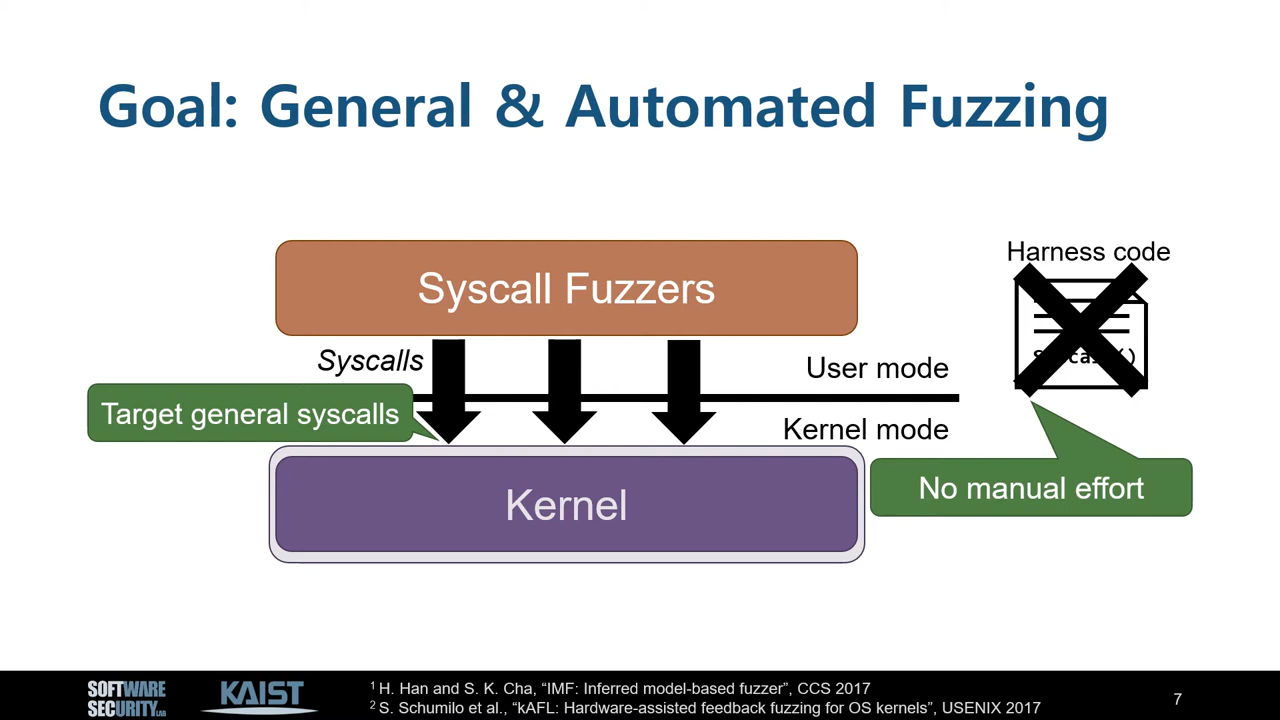 Goal: General & Automated Fuzzing
Harness code
Syscall Fuzzers
Syscalls
User mode
Target general syscalls
Kernel mode
No manual effort
Kernel
SOFTWARE
SECURITY LAB
KAIST
1 H. Han and S. K. Cha, “IMF: Inferred model-based fuzzer”, CCS 2017
2 S. Schumilo et al., “kAFL: Hardware-assisted feedback fuzzing for OS kernels”, USENIX 2017
7